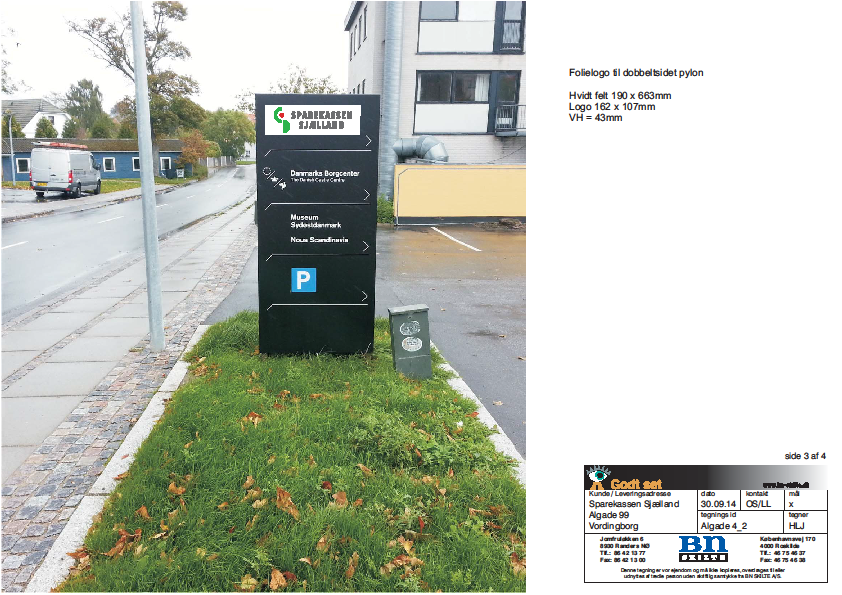 Folielogo til dobbeltsidet pylon
Hvidt felt 190 x 663mm
Logo 162 x 107mm
VH = 43mm
SPAREKASSEN
SJÆLLAND
Danmarks Borgcenter
The Danish Castle Centre
Museum
Sydøstdanmark
Nous Scandinavia
P
side 3 af 4
Godt set
www.bn-skilte.dk
Kunde / Leveringsadresse
Sparekassen Sjælland
Algade 99
Vordingborg
dato
30.09.14
kontakt
OS/LL
mål
x
tegnings id
Algade 4_2
tegner
HLJ
Jomfruløkken 6
8930 Randers NØ
Tlf.: 86 42 13 77
Fax: 86 42 13 00
BN
SKILTE
Københavnsvej 170
4000 Roskilde
Tlf.: 46 75 46 37
Fax: 46 75 46 38
Denne tegning er vor ejendom og må ikke kopieres, overdrages til eller
udnyttes af tredie person uden skriftlig samtykke fra BN SKILTE A/S.